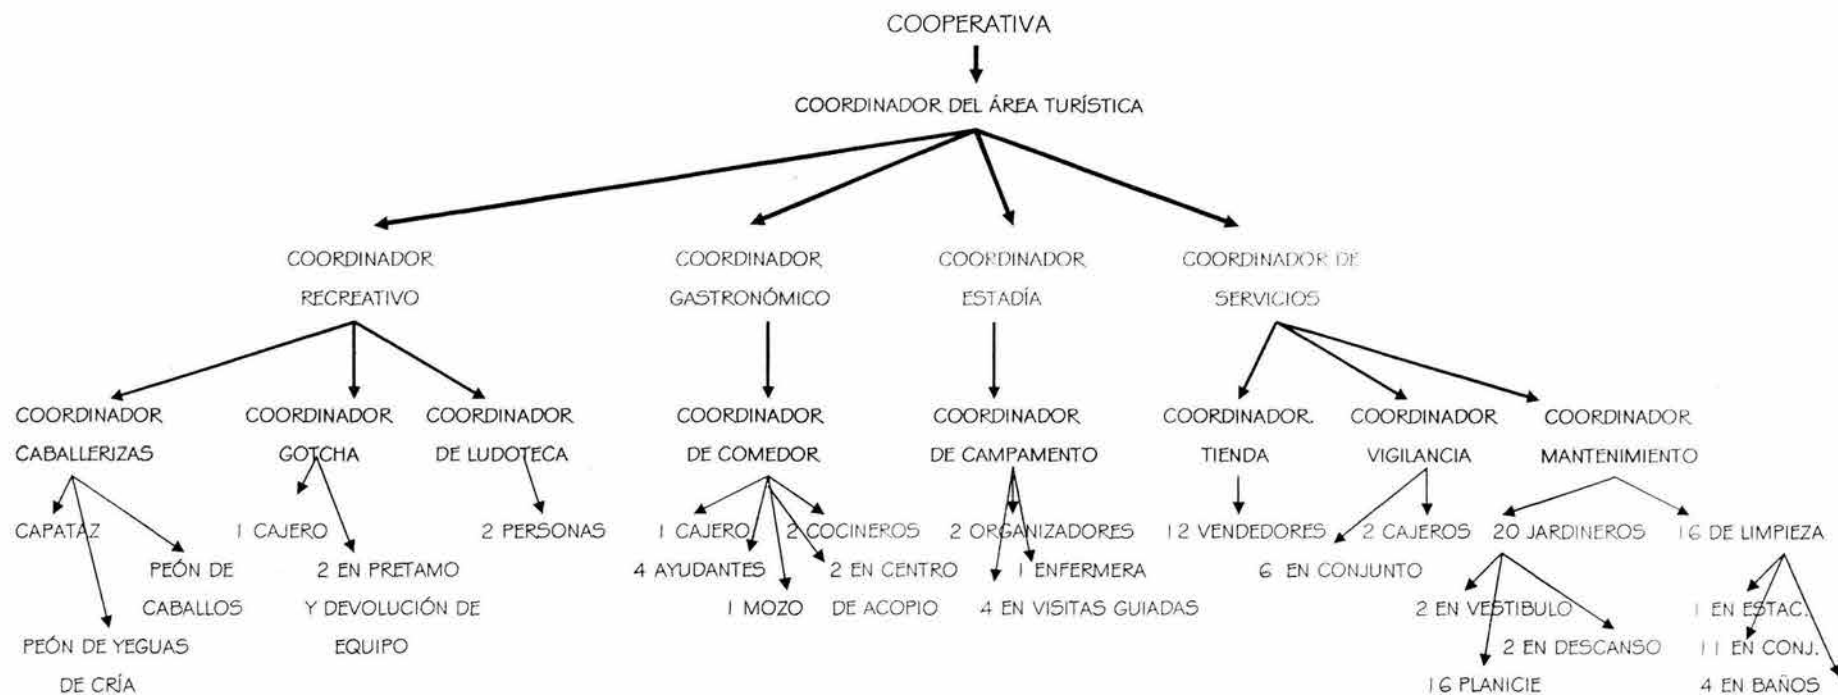 COOPERATIVA
COORDINADOR DEL ÁREA TURÍSTICA
COORDINADOR
RECREATIVO
COORDINADOR
GASTRONÓMICO
COORDINADOR
ESTADÍA
COORDINADOR DE
SERVICIOS
COORDINADOR
CABALLERIZAS
COORDINADOR
GOTCHA
COORDINADOR
DE LUDOTECA
COORDINADOR
DE COMEDOR
COORDINADOR
DE CAMPAMENTO
COORDINADOR.
TIENDA
COORDINADOR
VIGILANCIA
COORDINADOR
MANTENIMIENTO
CAPATAZ
PEÓN DE
CABALLOS
PEÓN DE YEGUAS
DE CRÍA
1 CAJERO
2 EN PRETAMO
Y DEVOLUCIÓN DE
EQUIPO
2 PERSONAS
1 CAJERO
2 COCINEROS
4 AYUDANTES
2 EN CENTRO
DE ACOPIO
1 MOZO
2 ORGANIZADORES
1 ENFERMERA
4 EN VISITAS GUIADAS
12 VENDEDORES
2 CAJEROS
6 EN CONJUNTO
20 JARDINEROS
2 EN VESTIBULO
2 EN DESCANSO
16 PLANICIE
16 DE LIMPIEZA
1 EN ESTAC.
11 EN CONJ.
4 EN BAÑOS